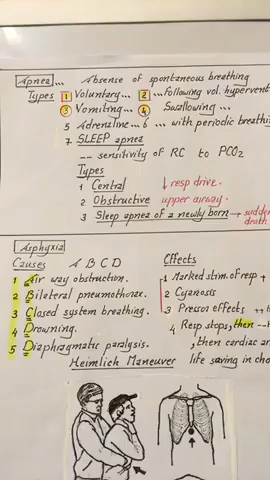 Apnea... Absence of spontaneous breathing
Types 1 Voluntary... 2 ..following vol. hypervent
3 Vomiting... 4 Swallowing ...
5 Adrenaline.. 6 .. with periodic breathi
7 SLEEP apnea
-- sensitivity of RC to PCO2
Types
1 Central ↓ resp drive.
2 Obstructive upper airway.
3 Sleep apnea of a newly born → sudde
death
Asphyxia
Causes A B C D Effects
1 Air way obstruction. 1 Marked stim. of resp +
2 Bilateral pneumothorax. 2 Cyanosis
3 Closed system breathing. 3 Pressor effects ++
4 Drowning. 4 Resp stops, then --
5 Diaphragmatic paralysis. , then cardiac ar
Heimlich Maneuver life saving in cho